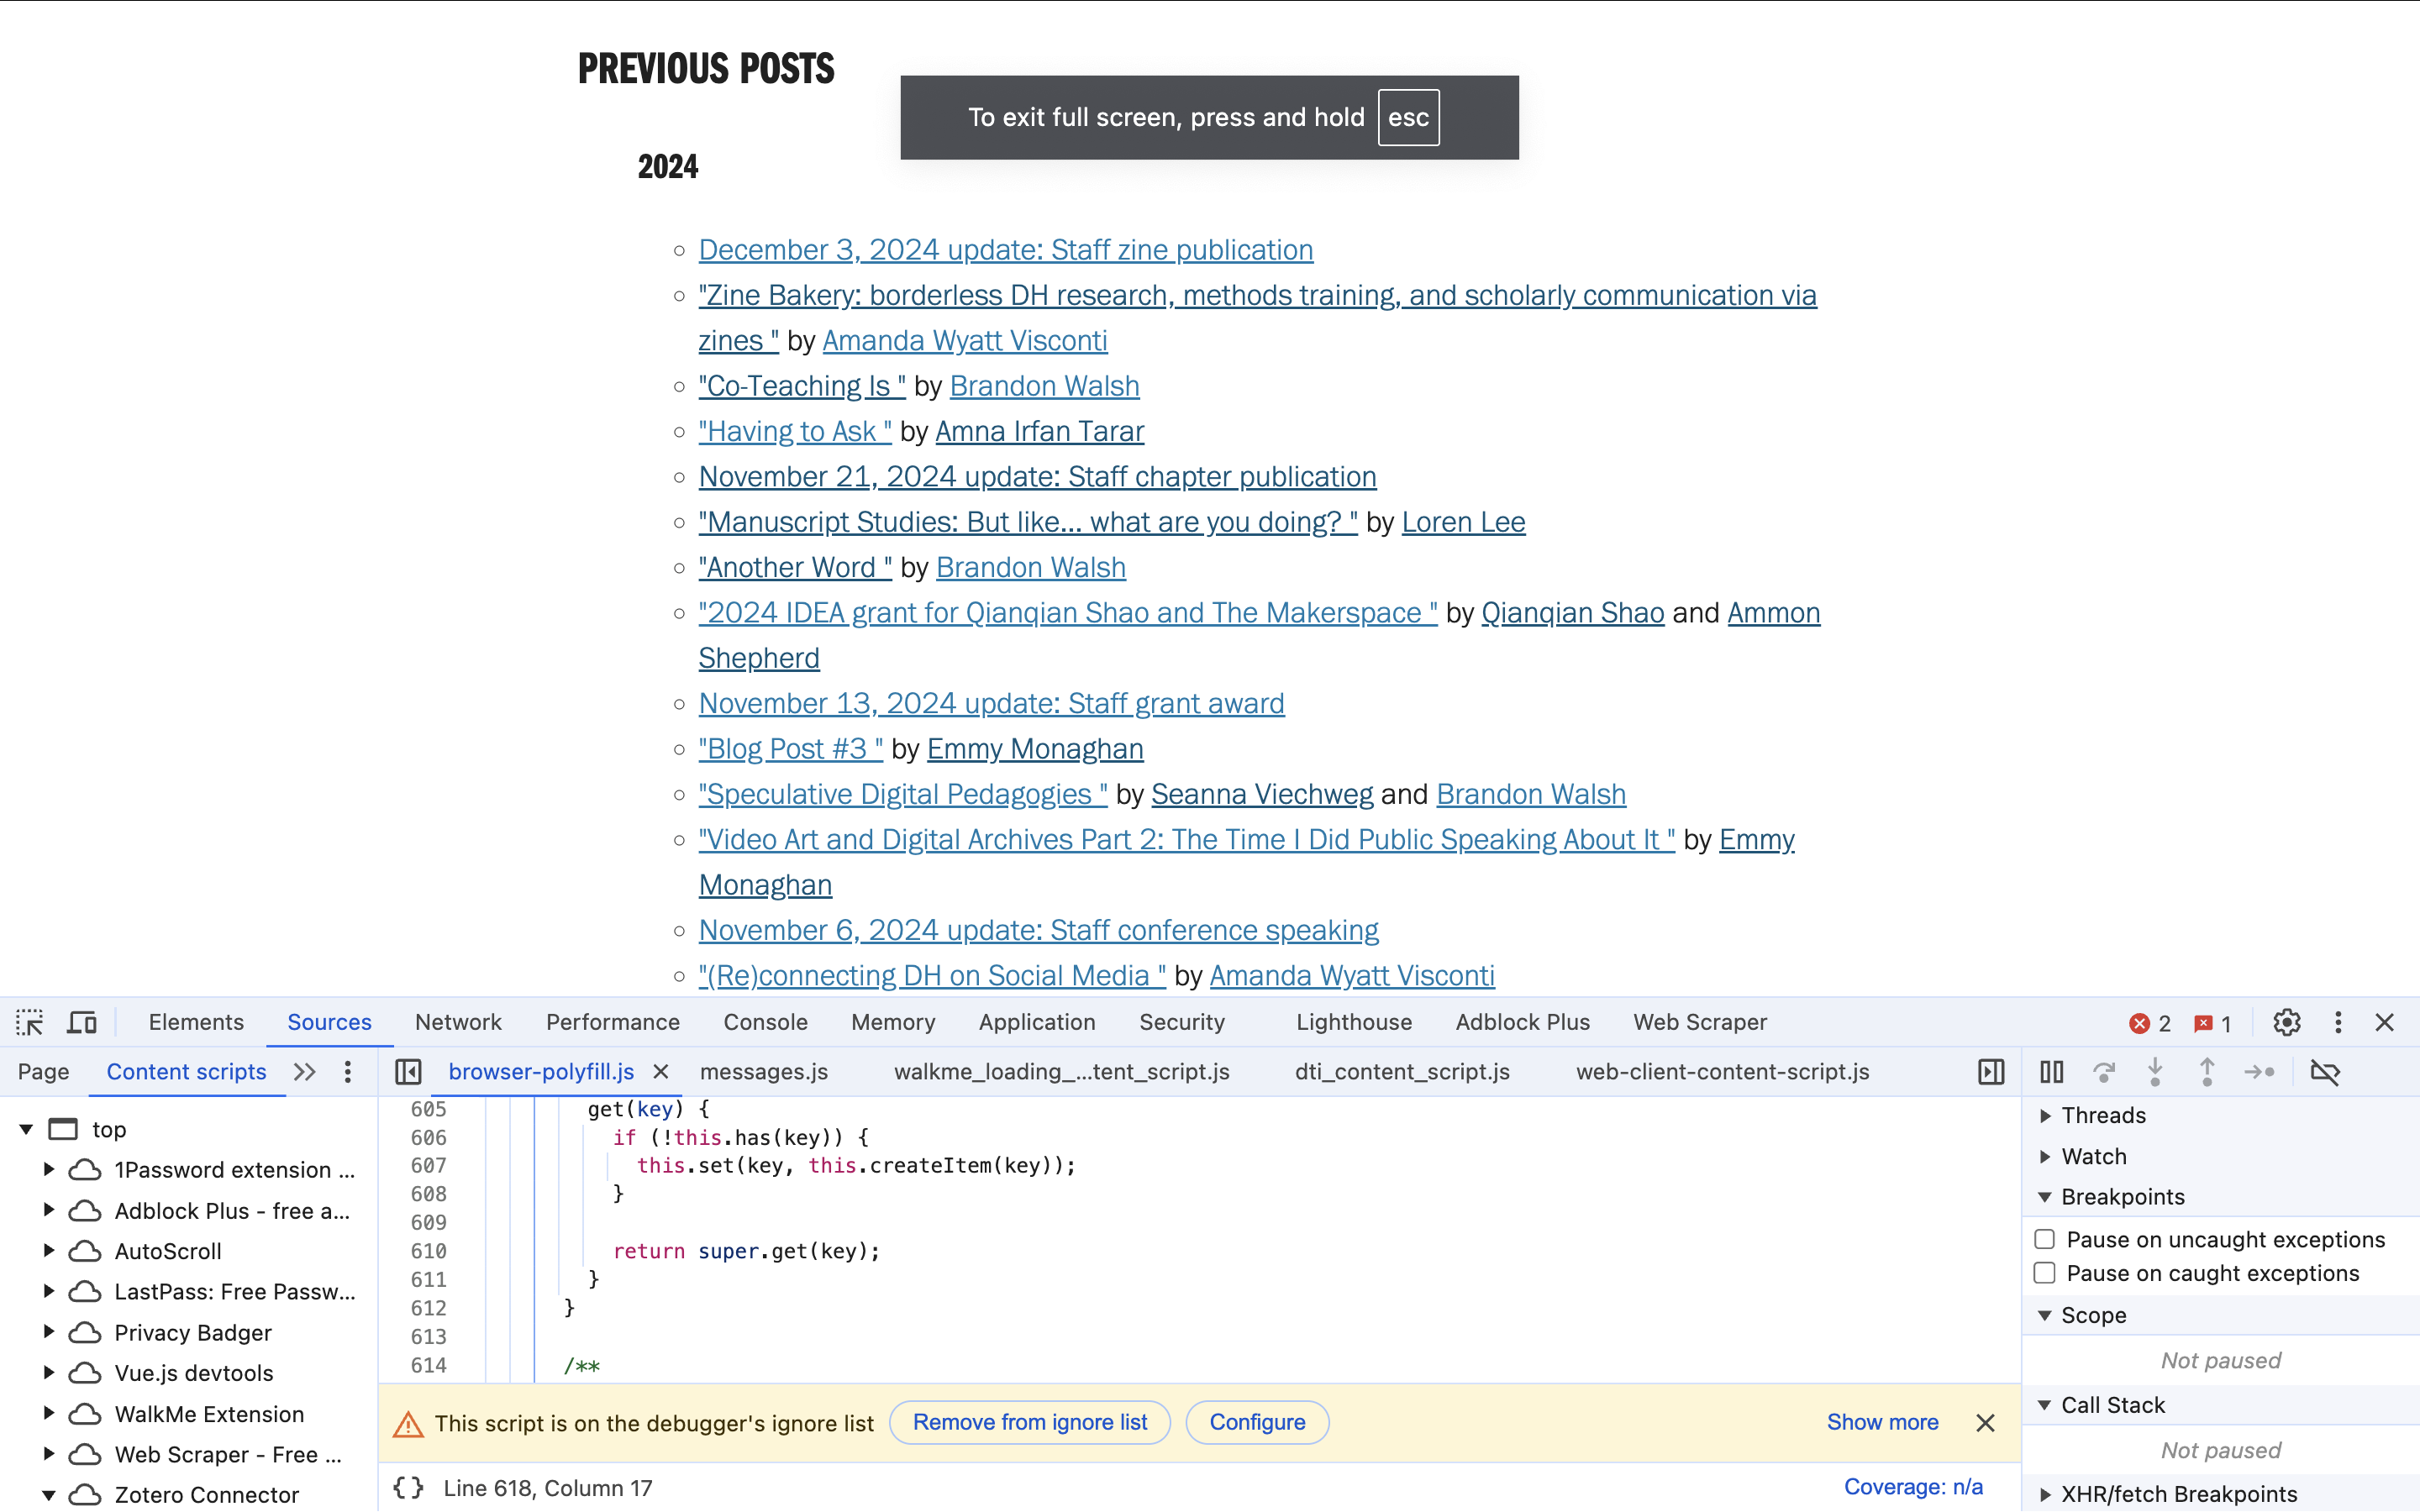 PREVIOUS POSTS
To exit full screen, press and hold esc
2024
December 3, 2024 update: Staff zine publication
"Zine Bakery: borderless DH research, methods training, and scholarly communication via
zines " by Amanda Wyatt Visconti
"Co-Teaching Is " by Brandon Walsh
"Having to Ask " by Amna Irfan Tarar
November 21, 2024 update: Staff chapter publication
"Manuscript Studies: But like... what are you doing? " by Loren Lee
"Another Word " by Brandon Walsh
"2024 IDEA grant for Qianqian Shao and The Makerspace " by Qianqian Shao and Ammon
Shepherd
November 13, 2024 update: Staff grant award
"Blog Post #3 " by Emmy Monaghan
"Speculative Digital Pedagogies " by Seanna Viechweg and Brandon Walsh
"Video Art and Digital Archives Part 2: The Time I Did Public Speaking About It " by Emmy
Monaghan
November 6, 2024 update: Staff conference speaking
"(Re)connecting DH on Social Media " by Amanda Wyatt Visconti
Elements Sources Network Performance Console Memory Application Security Lighthouse Adblock Plus Web Scraper 2 1
Page Content scripts browser-polyfill.js messages.js walkme_loading_...tent_script.js dti_content_script.js web-client-content-script.js
top
1Password extension ...
Adblock Plus - free a...
AutoScroll
LastPass: Free Passw...
Privacy Badger
Vue.js devtools
WalkMe Extension
Web Scraper - Free ...
Zotero Connector
605 get(key) {
606 if (!this.has(key)) {
607 this.set(key, this.createItem(key));
608 }
609
610 return super.get(key);
611 }
612 }
613
614 /**
This script is on the debugger's ignore list Remove from ignore list Configure Show more
{} Line 618, Column 17 Coverage: n/a
Threads
Watch
Breakpoints
Pause on uncaught exceptions
Pause on caught exceptions
Scope
Not paused
Call Stack
Not paused
XHR/fetch Breakpoints